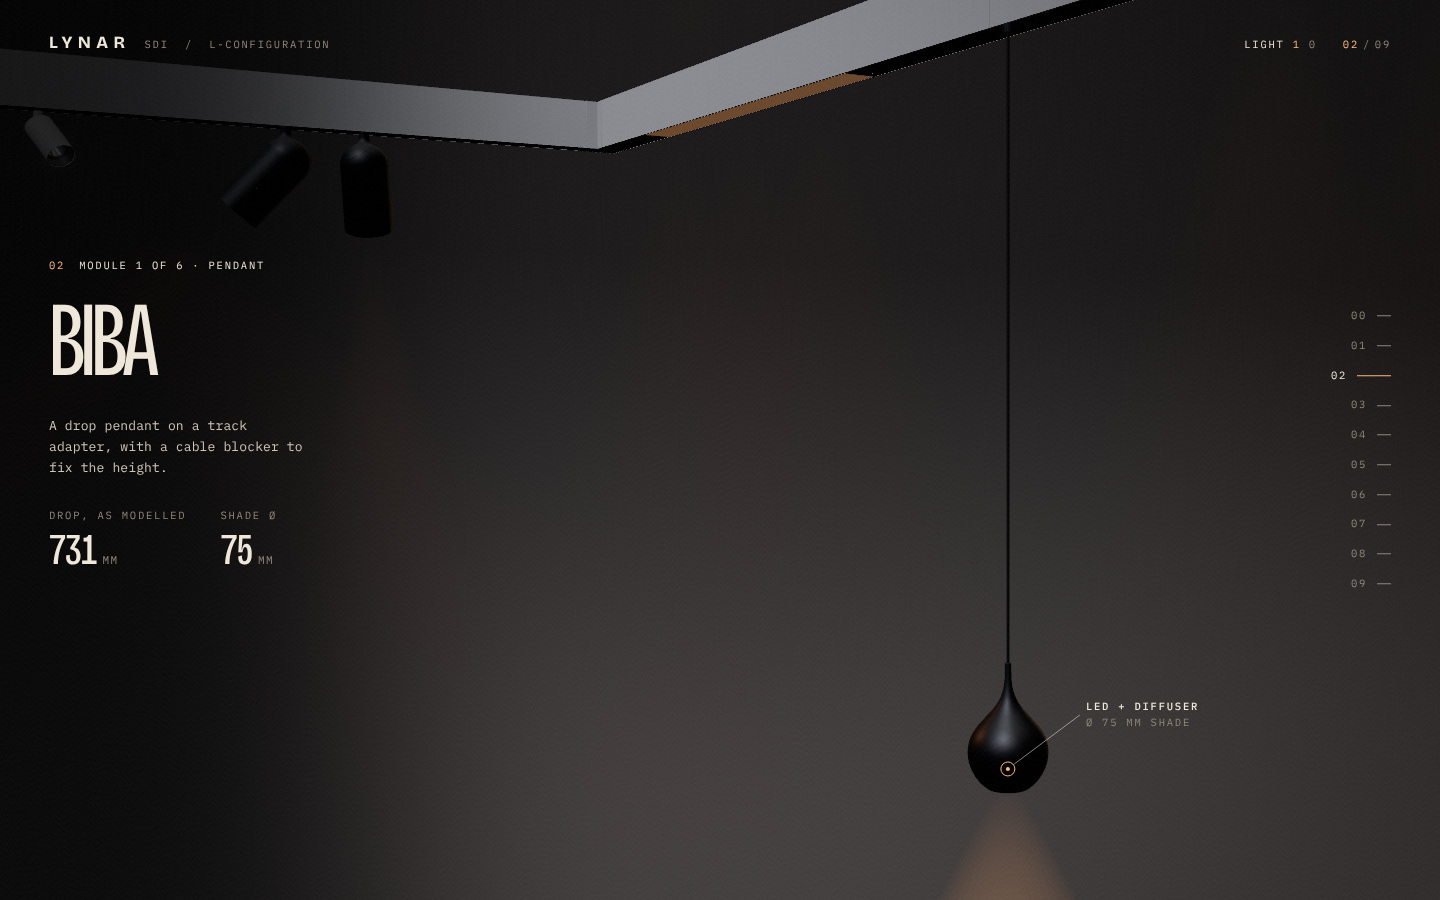 LYNAR SDI / L-CONFIGURATION
LIGHT 1 0 02 / 09
02 MODULE 1 OF 6 · PENDANT
BIBA
A drop pendant on a track
adapter, with a cable blocker to
fix the height.
DROP, AS MODELLED
731 MM
SHADE Ø
75 MM
00
01
02
03
04
05
06
07
08
09
LED + DIFFUSER
Ø 75 MM SHADE